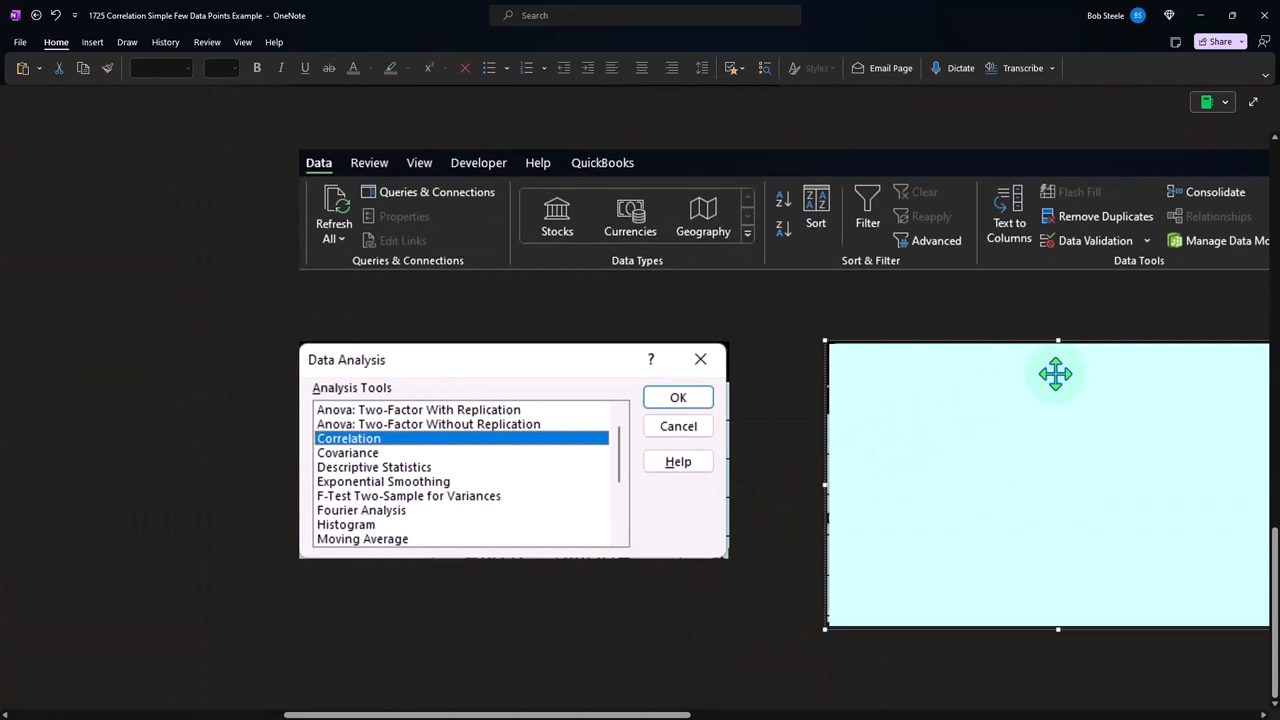 1725 Correlation Simple Few Data Points Example - OneNote
Search
Bob Steele BS
File Home Insert Draw History Review View Help
Share
B I U ab A x Styles Email Page Dictate Transcribe
Data Review View Developer Help QuickBooks
Refresh All
Queries & Connections
Properties
Edit Links
Queries & Connections
Stocks Currencies Geography
Data Types
Sort
Filter
Clear
Reapply
Advanced
Sort & Filter
Text to Columns
Flash Fill
Remove Duplicates
Data Validation
Consolidate
Relationships
Manage Data Mo
Data Tools
Data Analysis ?
Analysis Tools
Anova: Two-Factor With Replication
Anova: Two-Factor Without Replication
Correlation
Covariance
Descriptive Statistics
Exponential Smoothing
F-Test Two-Sample for Variances
Fourier Analysis
Histogram
Moving Average
OK
Cancel
Help